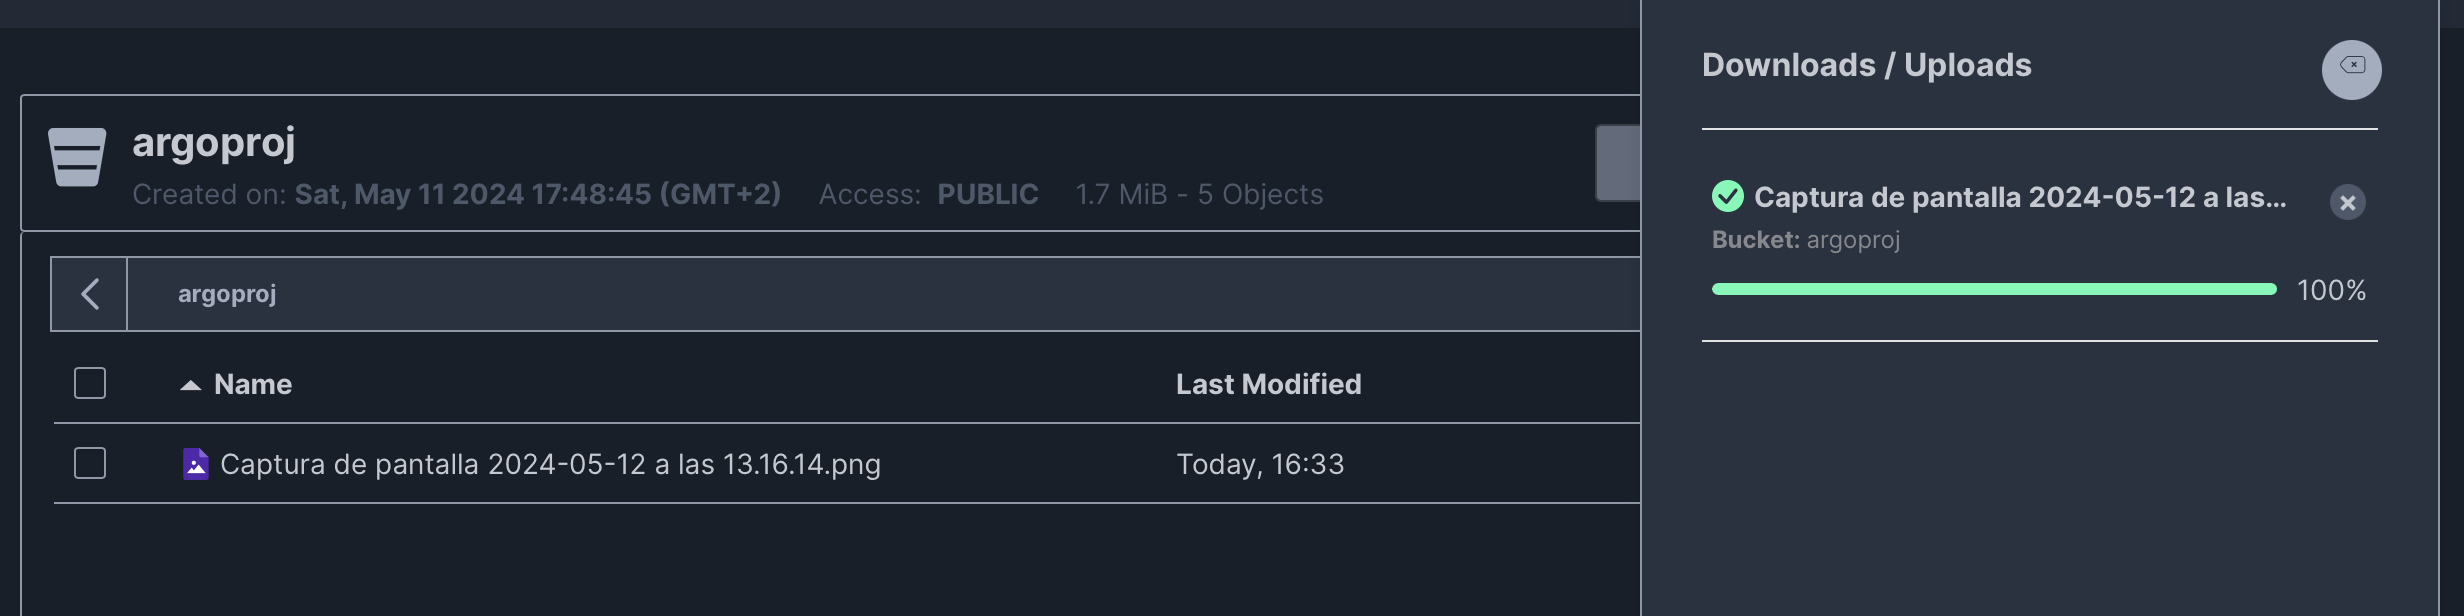 argoproj
Created on: Sat, May 11 2024 17:48:45 (GMT+2) Access: PUBLIC 1.7 MiB - 5 Objects
argoproj
Name Last Modified
Captura de pantalla 2024-05-12 a las 13.16.14.png Today, 16:33
Downloads / Uploads
Captura de pantalla 2024-05-12 a las...
Bucket: argoproj
100%